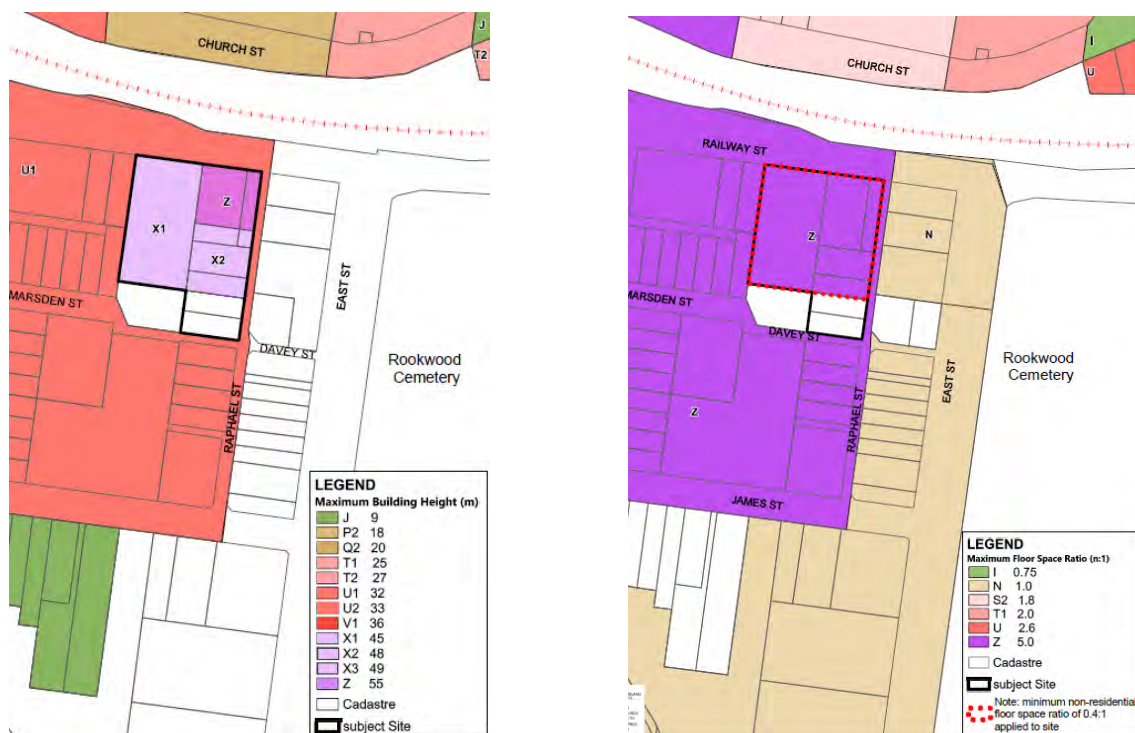 CHURCH ST
J
T2
U1
Z
X1
X2
MARSDEN ST
EAST ST
DAVEY ST
Rookwood
Cemetery
RAPHAEL ST
LEGEND
Maximum Building Height (m)
J 9
P2 18
Q2 20
T1 25
T2 27
U1 32
U2 33
V1 36
X1 45
X2 48
X3 49
Z 55
Cadastre
subject Site
CHURCH ST
I
U
RAILWAY ST
Z
N
MARSDEN ST
DAVEY ST
EAST ST
Rookwood
Cemetery
Z
RAPHAEL ST
JAMES ST
LEGEND
Maximum Floor Space Ratio (n:1)
I 0.75
N 1.0
S2 1.8
T1 2.0
U 2.6
Z 5.0
Cadastre
subject Site
Note: minimum non-residential
floor space ratio of 0.4:1
applied to site